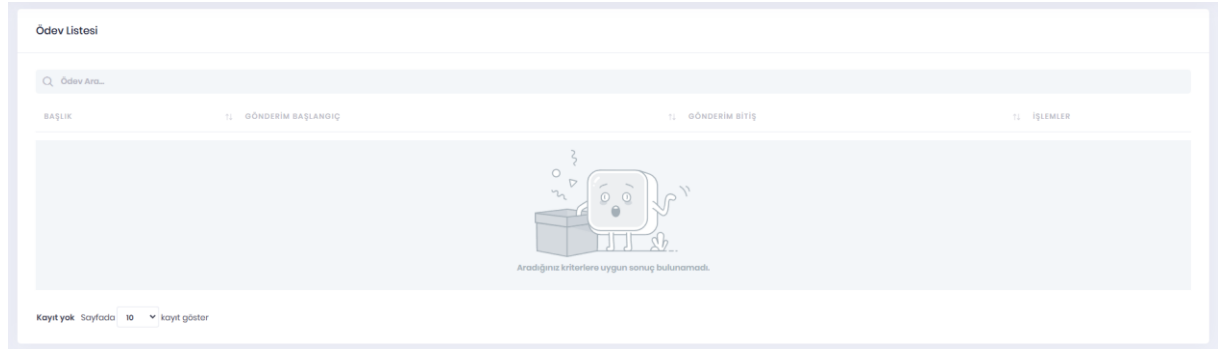 Ödev Listesi
Ödev Ara...
BAŞLIK GÖNDERİM BAŞLANGIÇ GÖNDERİM BİTİŞ İŞLEMLER
Aradığınız kriterlere uygun sonuç bulunamadı.
Kayıt yok Sayfada 10 kayıt göster